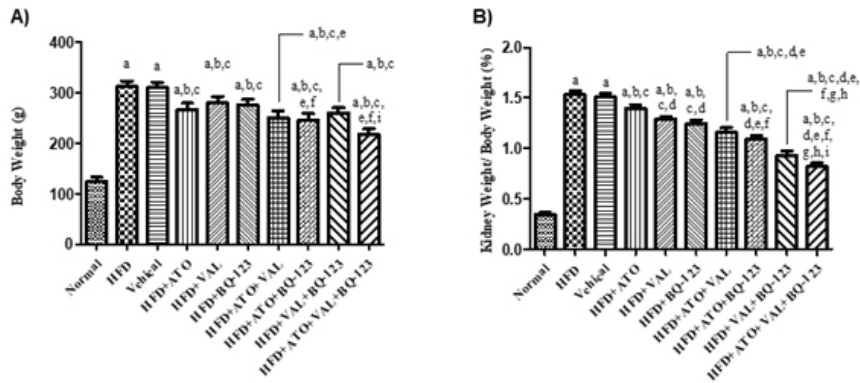 A)
a
a
a,b,c
a,b,c
a,b,c
a,b,c,e
a,b,c,
e,f
a,b,c
a,b,c,
e,f,i
Body Weight (g)
400
300
200
100
0
Normal
HFD
Vehical
HFD+ATO
HFD+VAL
HFD+BQ-123
HFD+ATO+VAL
HFD+ATO+BQ-123
HFD+VAL+BQ-123
HFD+ATO+VAL+BQ-123
B)
a
a
a,b,c
a,b,
c,d
a,b,
c,d
a,b,c,d,e
a,b,c,
d,e,f
a,b,c,d,e,
f,g,h
a,b,c,
d,e,f,
g,h,i
Kidney Weight/ Body Weight (%)
2.0
1.5
1.0
0.5
0.0
Normal
HFD
Vehical
HFD+ATO
HFD+VAL
HFD+BQ-123
HFD+ATO+VAL
HFD+ATO+BQ-123
HFD+VAL+BQ-123
HFD+ATO+VAL+BQ-123